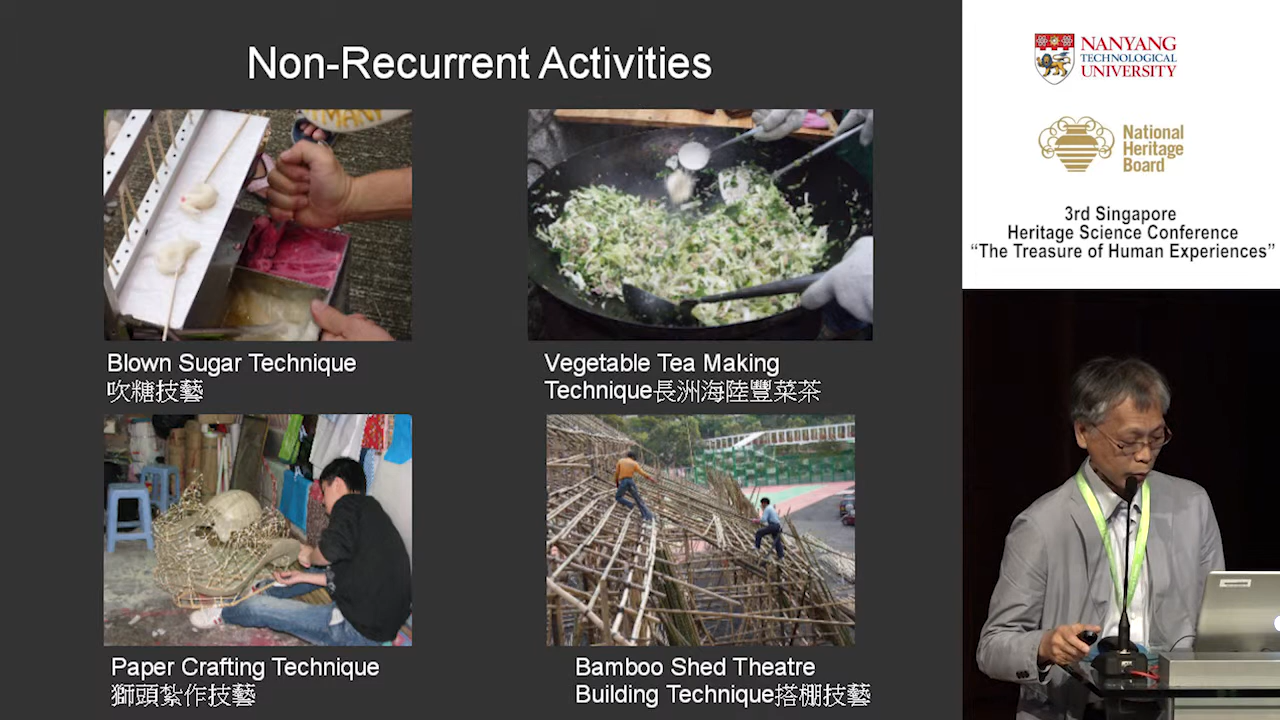 Non-Recurrent Activities
Blown Sugar Technique
吹糖技藝
Vegetable Tea Making
Technique長洲海陸豐菜茶
Paper Crafting Technique
獅頭紮作技藝
Bamboo Shed Theatre
Building Technique搭棚技藝
NANYANG
TECHNOLOGICAL
UNIVERSITY
National
Heritage
Board
3rd Singapore
Heritage Science Conference
“The Treasure of Human Experiences”